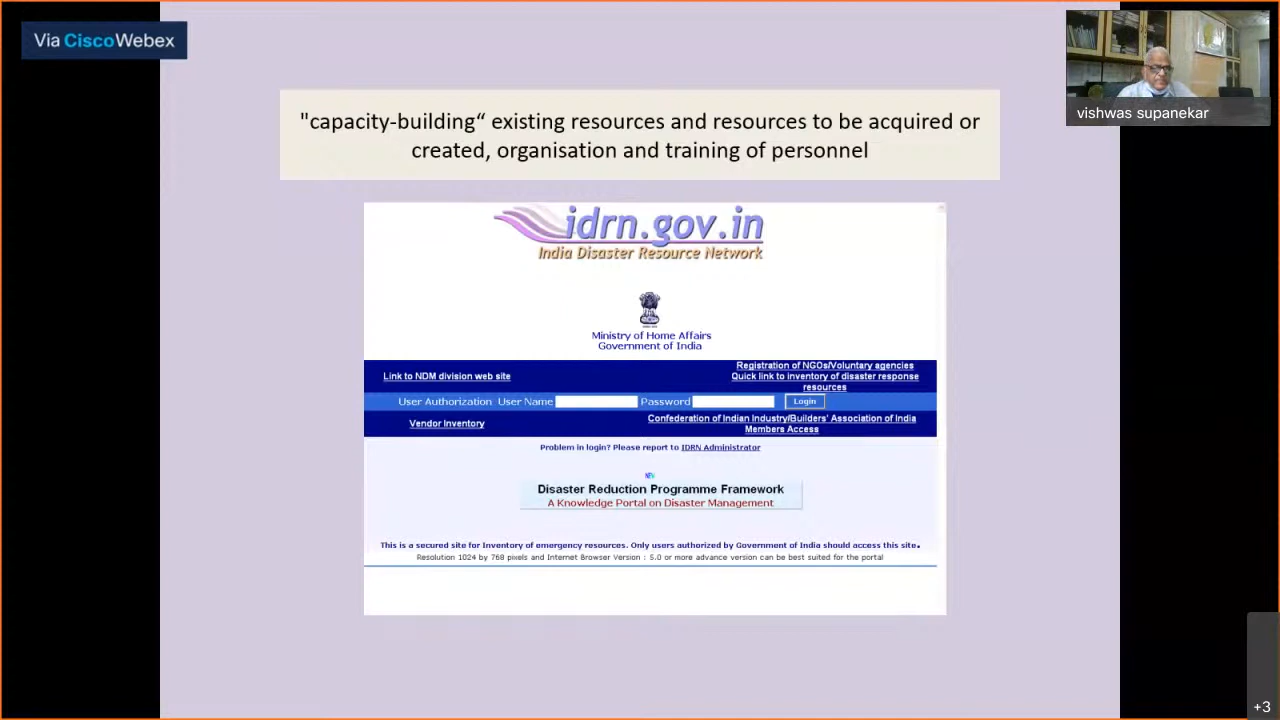 Via CiscoWebex
vishwas supanekar
"capacity-building“ existing resources and resources to be acquired or
created, organisation and training of personnel
idrn.gov.in
India Disaster Resource Network
Ministry of Home Affairs
Government of India
Link to NDM division web site
Registration of NGOs/Voluntary agencies
Quick link to inventory of disaster response
resources
User Authorization User Name Password Login
Vendor Inventory
Confederation of Indian Industry/Builders' Association of India
Members Access
Problem in login? Please report to IDRN Administrator
NEW
Disaster Reduction Programme Framework
A Knowledge Portal on Disaster Management
This is a secured site for Inventory of emergency resources. Only users authorized by Government of India should access this site.
Resolution 1024 by 768 pixels and Internet Browser Version : 5.0 or more advance version can be best suited for the portal
+3